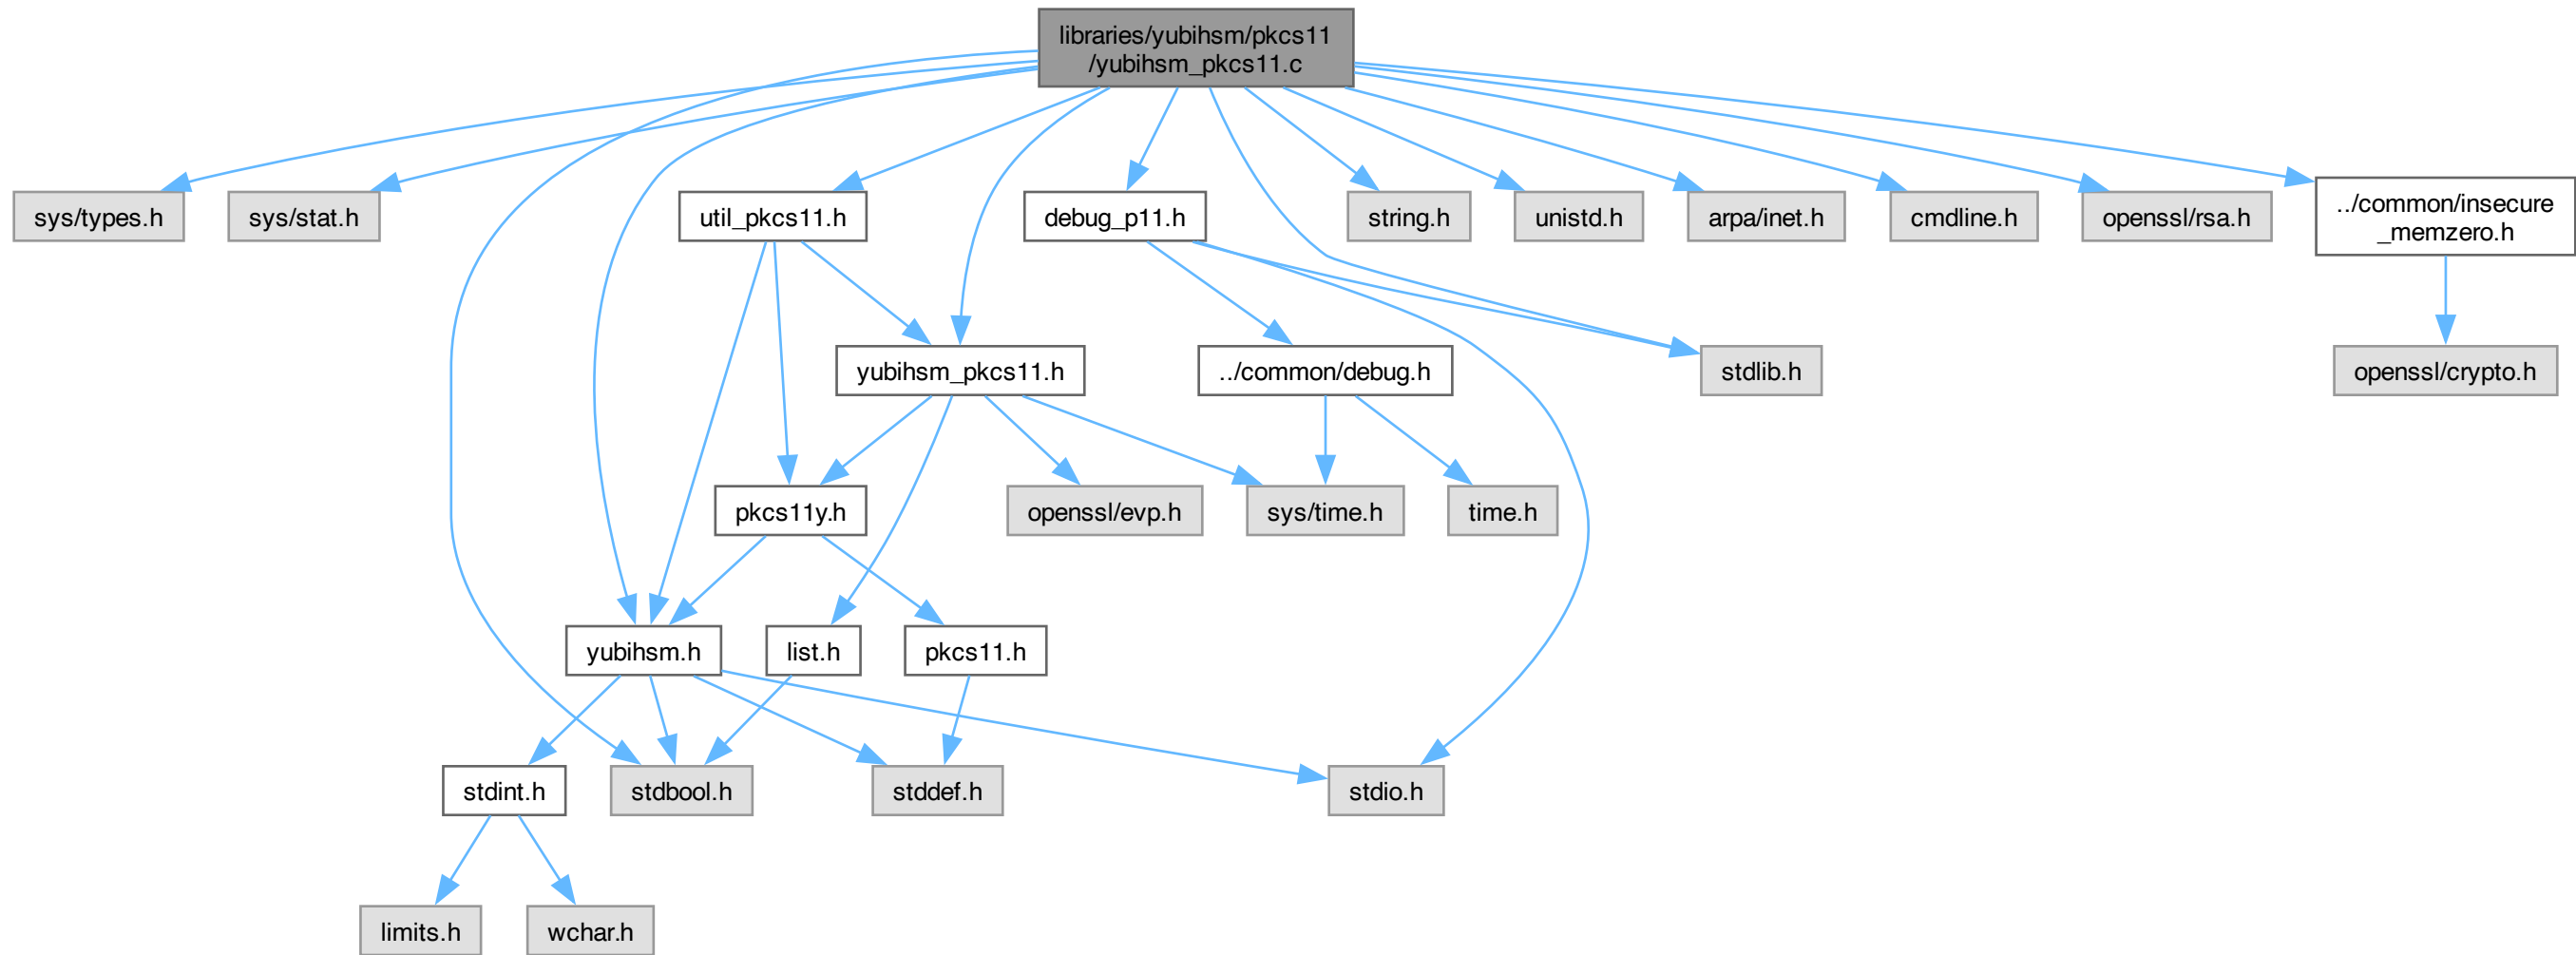 libraries/yubihsm/pkcs11
/yubihsm_pkcs11.c
sys/types.h
sys/stat.h
util_pkcs11.h
debug_p11.h
string.h
unistd.h
arpa/inet.h
cmdline.h
openssl/rsa.h
../common/insecure
_memzero.h
yubihsm_pkcs11.h
../common/debug.h
stdlib.h
openssl/crypto.h
pkcs11y.h
openssl/evp.h
sys/time.h
time.h
yubihsm.h
list.h
pkcs11.h
stdint.h
stdbool.h
stddef.h
stdio.h
limits.h
wchar.h